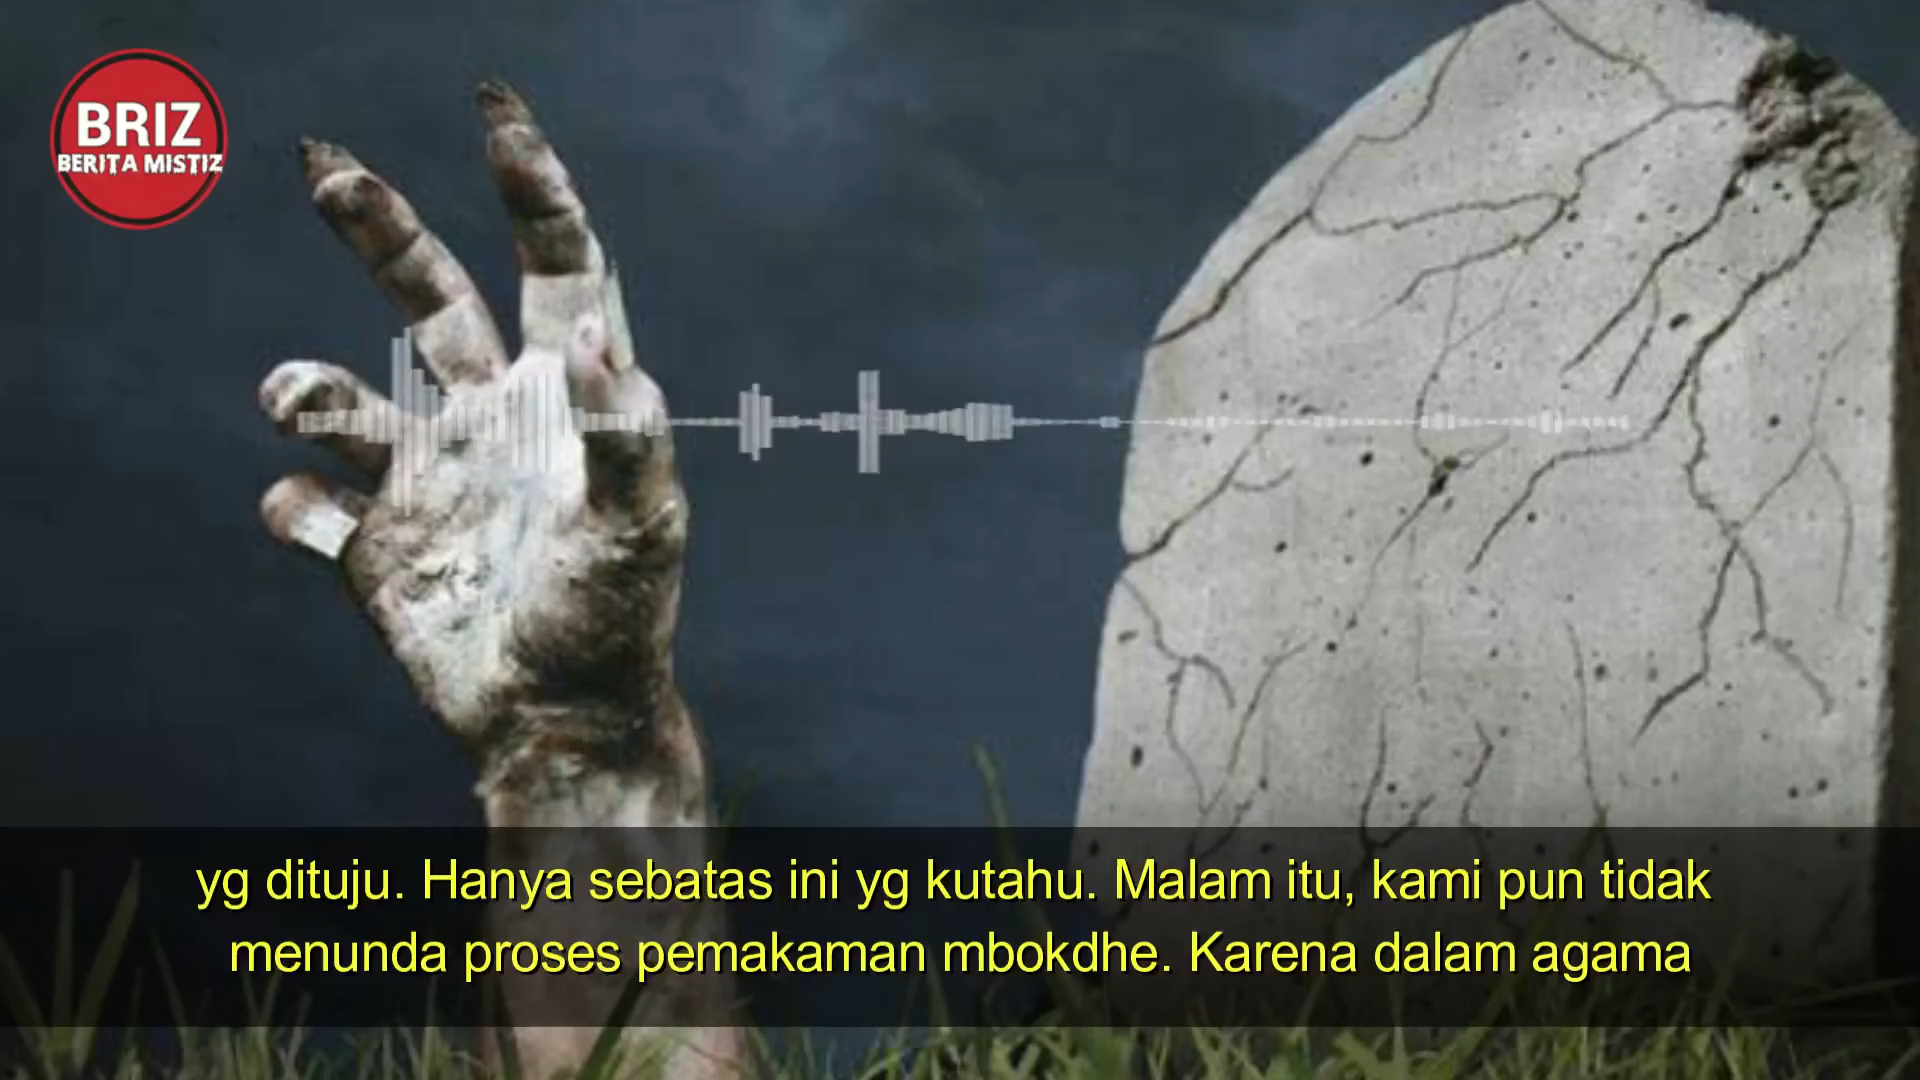 BRIZ
BERITA MISTIZ
yg dituju. Hanya sebatas ini yg kutahu. Malam itu, kami pun tidak
menunda proses pemakaman mbokdhe. Karena dalam agama